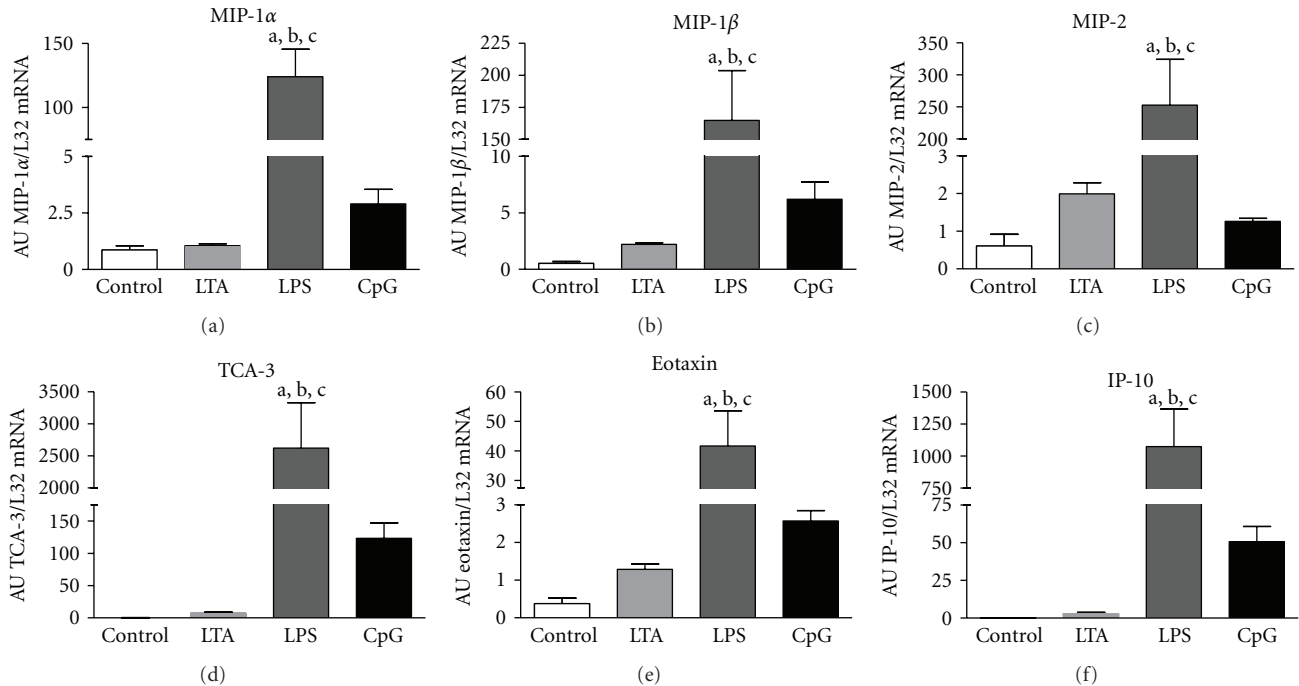 MIP-1α
a, b, c
AU MIP-1α/L32 mRNA
150
100
50
5
2.5
0
Control LTA LPS CpG
(a)
MIP-1β
a, b, c
AU MIP-1β/L32 mRNA
225
200
175
150
10
5
0
Control LTA LPS CpG
(b)
MIP-2
a, b, c
AU MIP-2/L32 mRNA
350
300
250
200
3
2
1
0
Control LTA LPS CpG
(c)
TCA-3
a, b, c
AU TCA-3/L32 mRNA
3500
3000
2500
2000
150
100
50
0
Control LTA LPS CpG
(d)
Eotaxin
a, b, c
AU eotaxin/L32 mRNA
60
50
40
30
3
2
1
0
Control LTA LPS CpG
(e)
IP-10
a, b, c
AU IP-10/L32 mRNA
1500
1250
1000
750
75
50
25
0
Control LTA LPS CpG
(f)